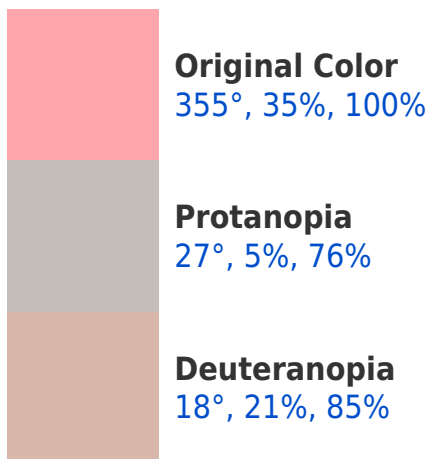 Original Color
355°, 35%, 100%
Protanopia
27°, 5%, 76%
Deuteranopia
18°, 21%, 85%